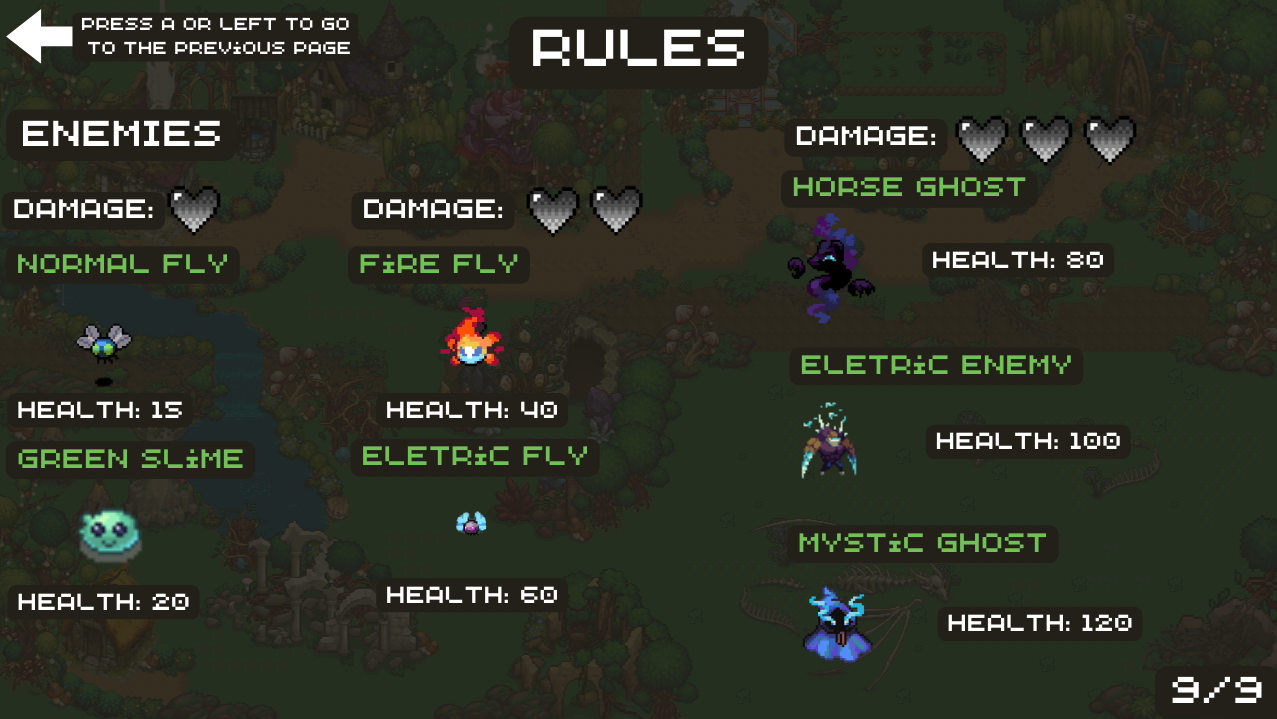 PRESS A OR LEFT TO GO
TO THE PREViOUS PAGE
RULES
ENEMIES
DAMAGE:
NORMAL FLY
HEALTH: 15
GREEN SLiME
HEALTH: 20
DAMAGE:
FiRE FLY
HEALTH: 40
ELETRiC FLY
HEALTH: 60
DAMAGE:
HORSE GHOST
HEALTH: 80
ELETRiC ENEMY
HEALTH: 100
MYSTiC GHOST
HEALTH: 120
9/9